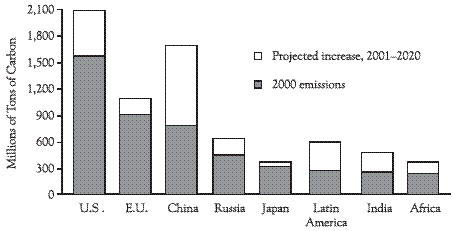 Millions of Tons of Carbon
2,100
1,800
1,500
1,200
900
600
300
0
Projected increase, 2001–2020
2000 emissions
U.S. E.U. China Russia Japan Latin India Africa
America